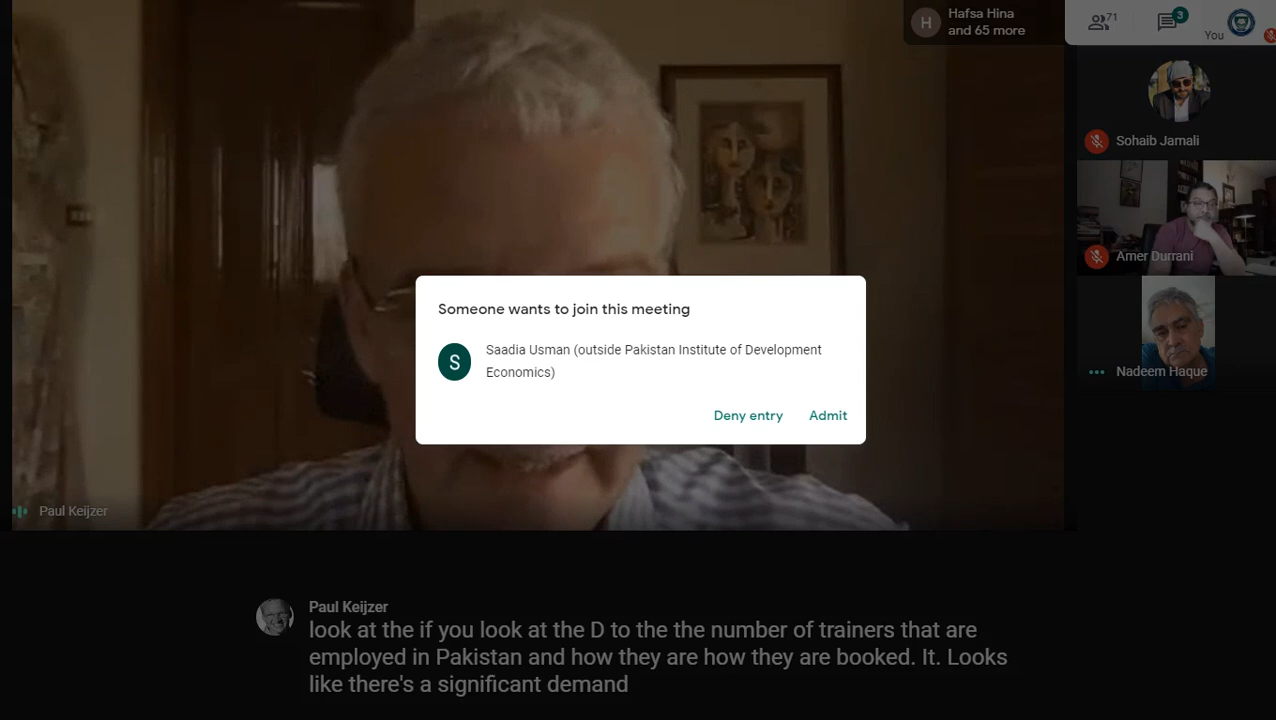 Hafsa Hina
and 65 more
71
3
You
H
Sohaib Jamali
Amer Durrani
Nadeem Haque
Someone wants to join this meeting
S
Saadia Usman (outside Pakistan Institute of Development
Economics)
Deny entry Admit
Paul Keijzer
Paul Keijzer
look at the if you look at the D to the the number of trainers that are
employed in Pakistan and how they are how they are booked. It. Looks
like there's a significant demand